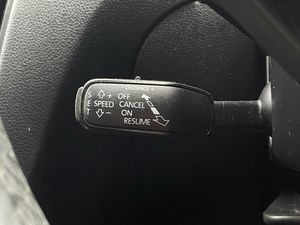 DISTANCE +
S ⇧+ OFF
E SPEED CANCEL
T ⇩− ON
RESUME